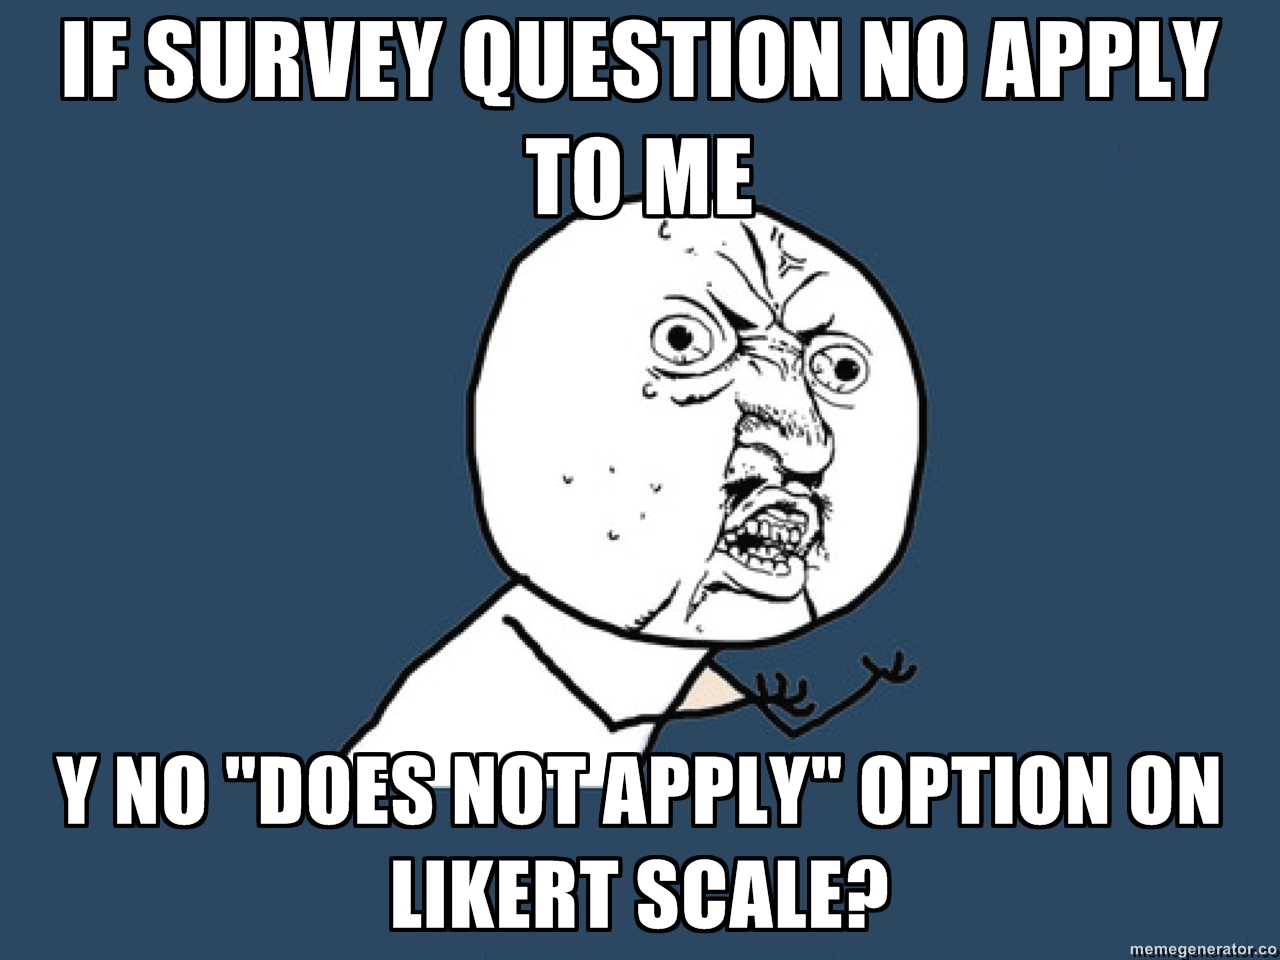 IF SURVEY QUESTION NO APPLY
TO ME
Y NO "DOES NOT APPLY" OPTION ON
LIKERT SCALE?
memegenerator.co